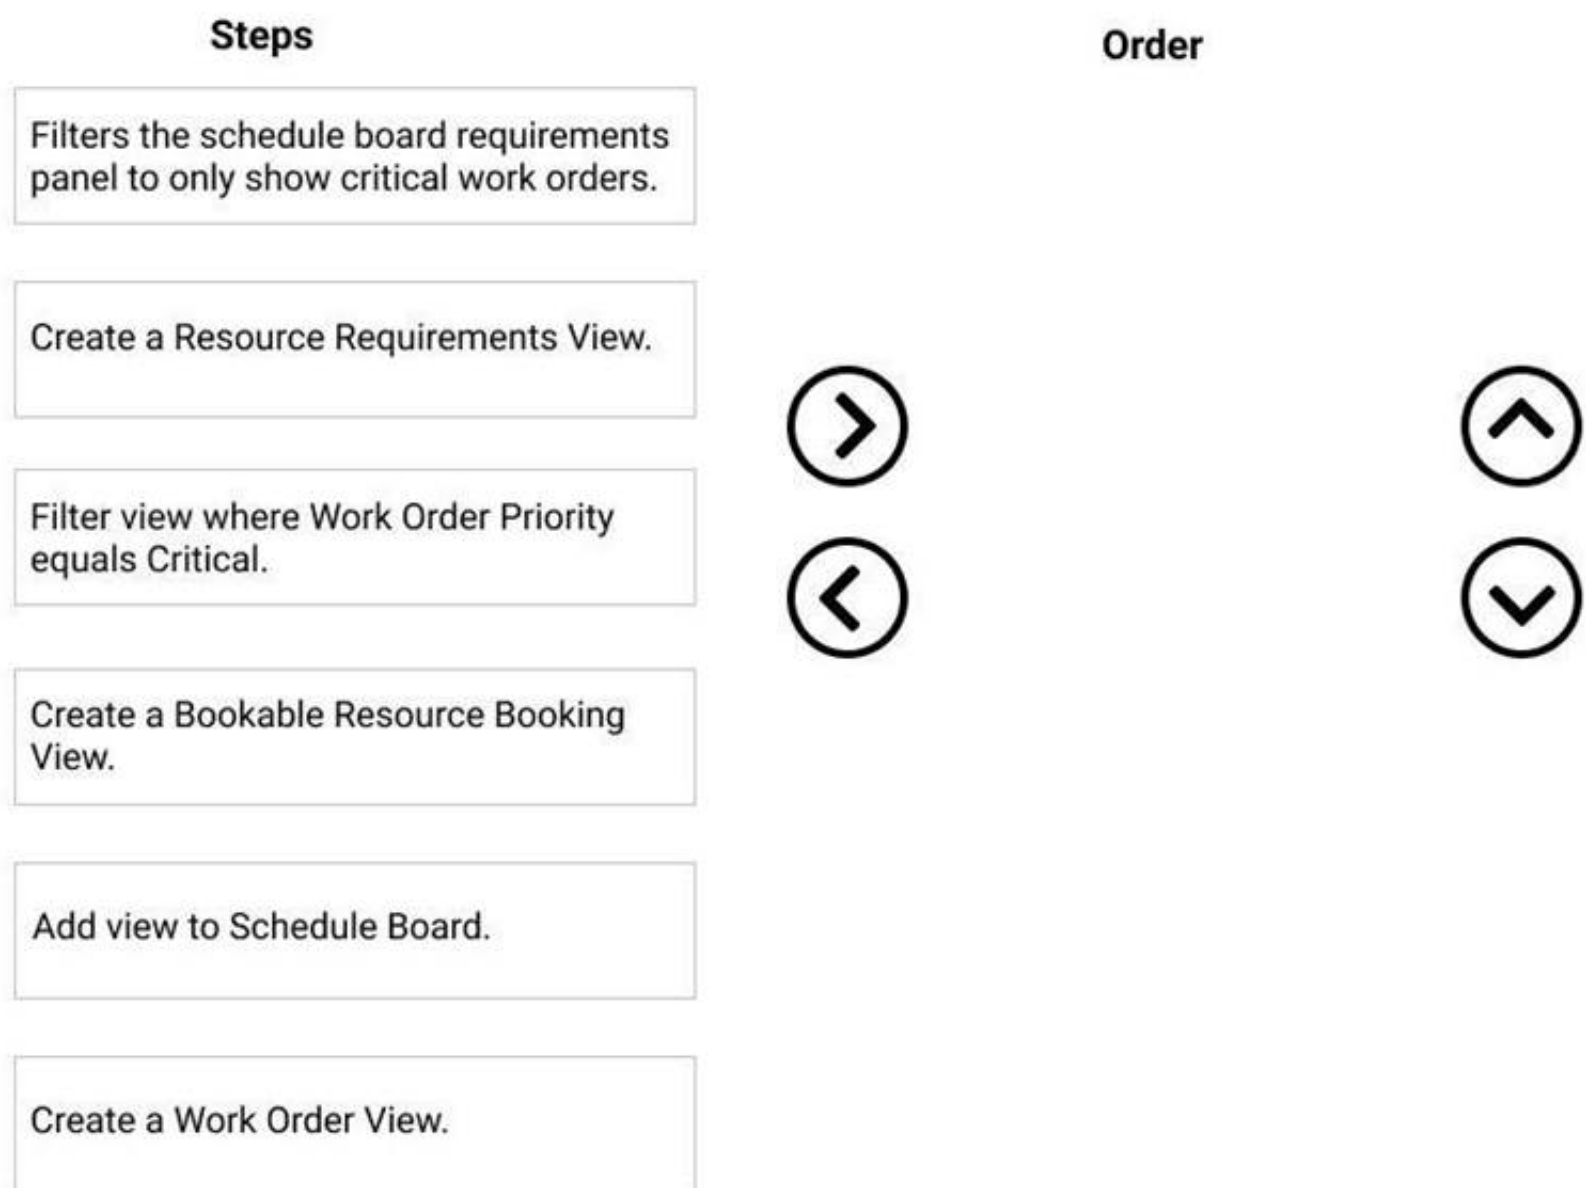 Steps
Order
Filters the schedule board requirements
panel to only show critical work orders.
Create a Resource Requirements View.
Filter view where Work Order Priority
equals Critical.
Create a Bookable Resource Booking
View.
Add view to Schedule Board.
Create a Work Order View.